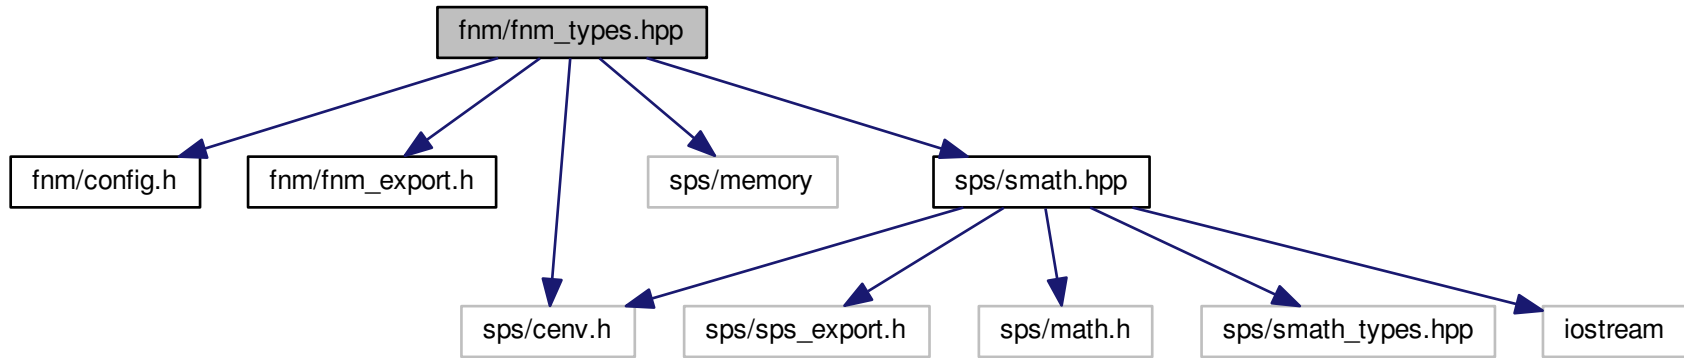 fnm/fnm_types.hpp
fnm/config.h
fnm/fnm_export.h
sps/memory
sps/smath.hpp
sps/cenv.h
sps/sps_export.h
sps/math.h
sps/smath_types.hpp
iostream